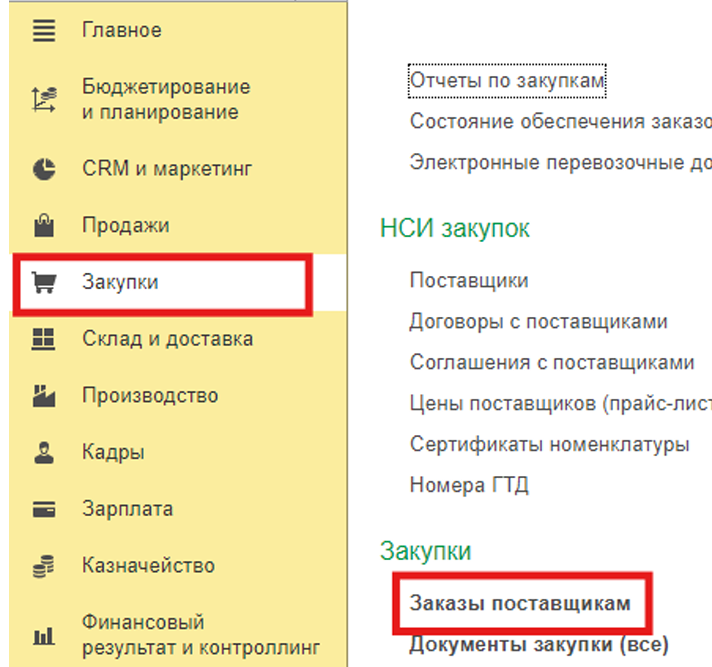 Главное
Бюджетирование
и планирование
CRM и маркетинг
Продажи
Закупки
Склад и доставка
Производство
Кадры
Зарплата
Казначейство
Финансовый
результат и контроллинг
Отчеты по закупкам
Состояние обеспечения заказо
Электронные перевозочные до
НСИ закупок
Поставщики
Договоры с поставщиками
Соглашения с поставщиками
Цены поставщиков (прайс-лист
Сертификаты номенклатуры
Номера ГТД
Закупки
Заказы поставщикам
Документы закупки (все)